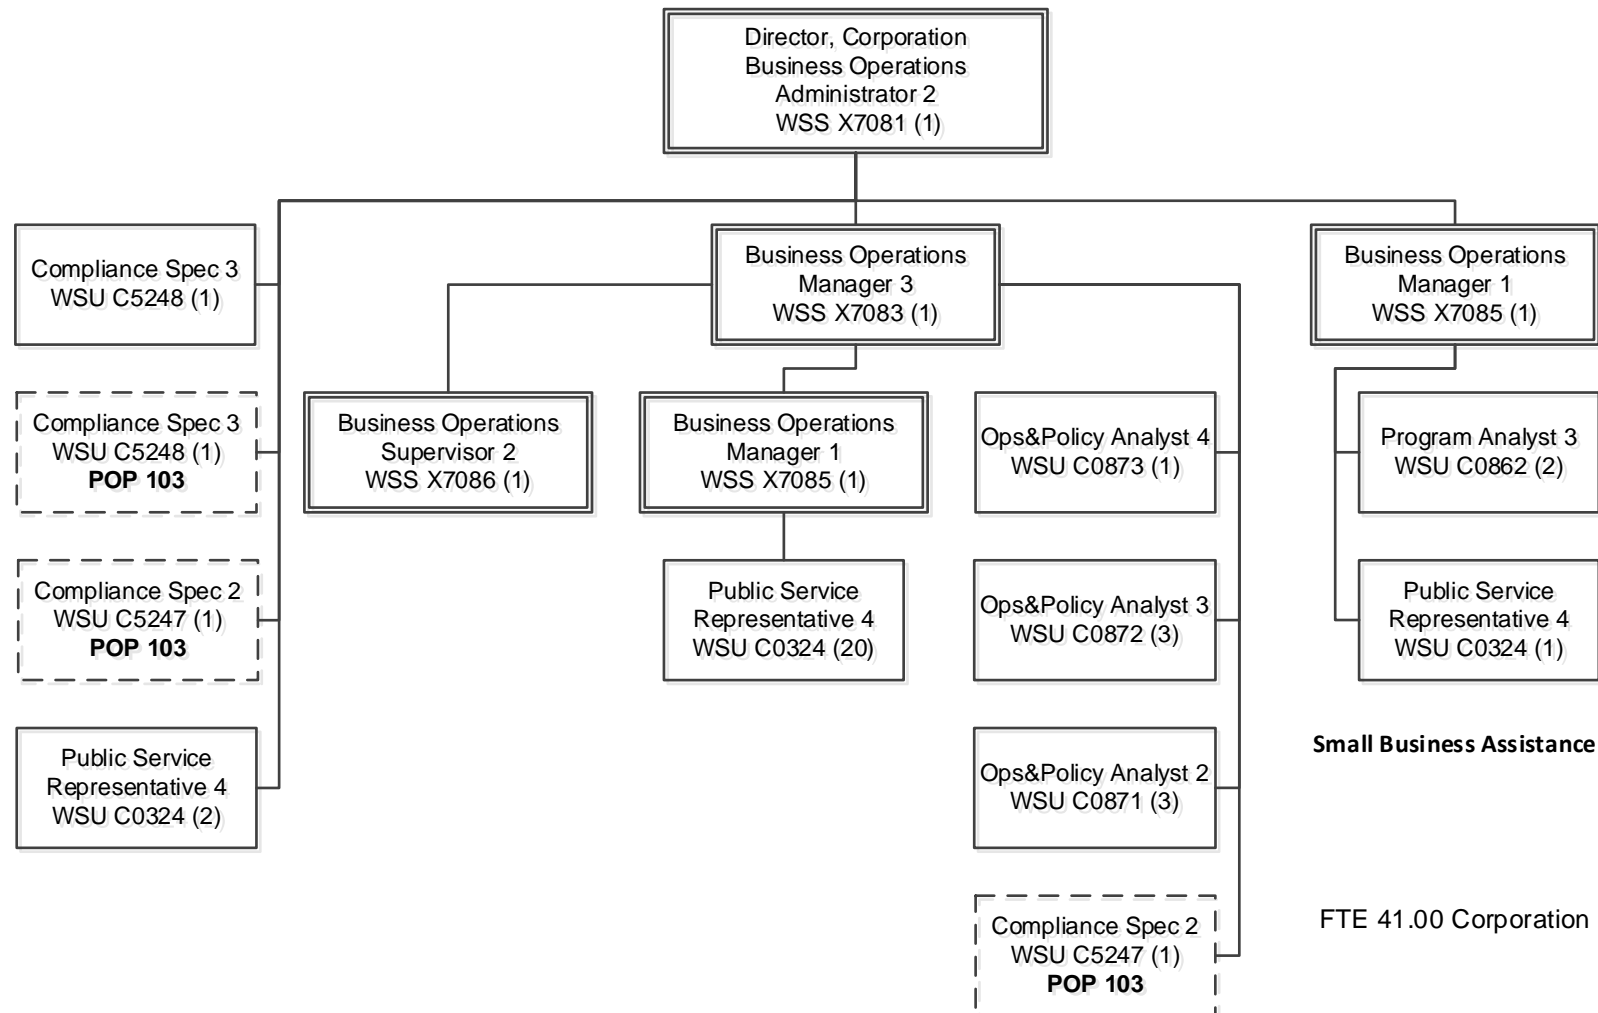 Director, Corporation
Business Operations
Administrator 2
WSS X7081 (1)
Compliance Spec 3
WSU C5248 (1)
Business Operations
Manager 3
WSS X7083 (1)
Business Operations
Manager 1
WSS X7085 (1)
Compliance Spec 3
WSU C5248 (1)
POP 103
Business Operations
Supervisor 2
WSS X7086 (1)
Business Operations
Manager 1
WSS X7085 (1)
Ops&Policy Analyst 4
WSU C0873 (1)
Program Analyst 3
WSU C0862 (2)
Compliance Spec 2
WSU C5247 (1)
POP 103
Public Service
Representative 4
WSU C0324 (20)
Ops&Policy Analyst 3
WSU C0872 (3)
Public Service
Representative 4
WSU C0324 (1)
Public Service
Representative 4
WSU C0324 (2)
Ops&Policy Analyst 2
WSU C0871 (3)
Small Business Assistance
Compliance Spec 2
WSU C5247 (1)
POP 103
FTE 41.00 Corporation